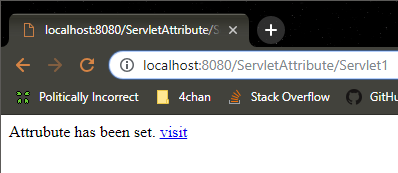 localhost:8080/ServletAttribute/S
localhost:8080/ServletAttribute/Servlet1
Politically Incorrect 4chan Stack Overflow GitHu
Attrubute has been set. visit